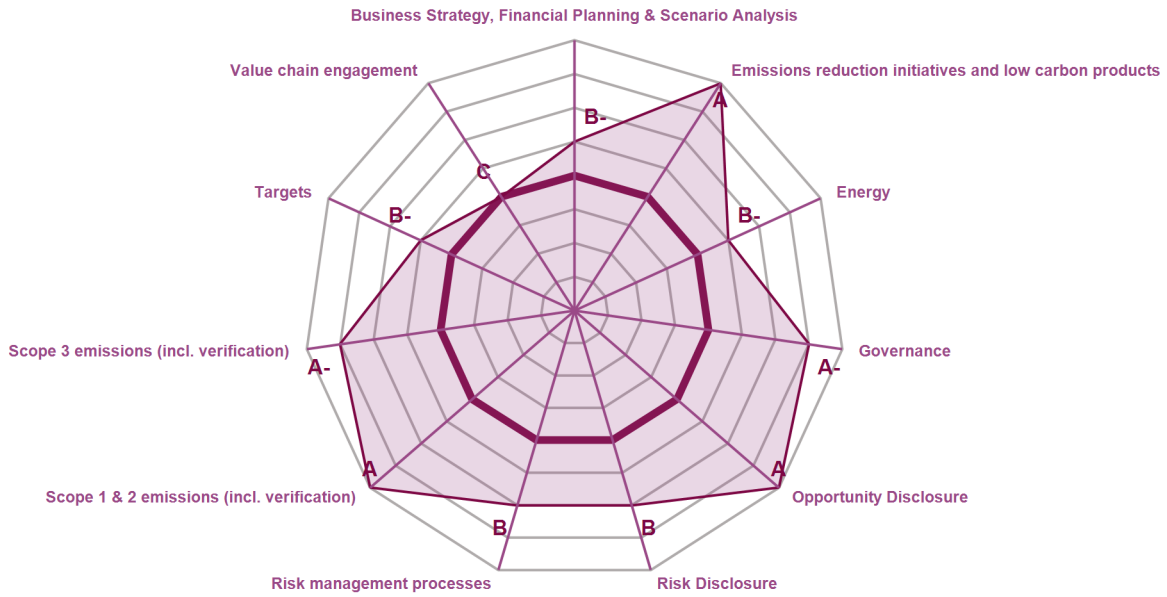 Business Strategy, Financial Planning & Scenario Analysis
Value chain engagement
Emissions reduction initiatives and low carbon products
A
B-
C
Targets
Energy
B-
B-
Scope 3 emissions (incl. verification)
Governance
A-
A-
A
A
Scope 1 & 2 emissions (incl. verification)
Opportunity Disclosure
B
B
Risk management processes
Risk Disclosure